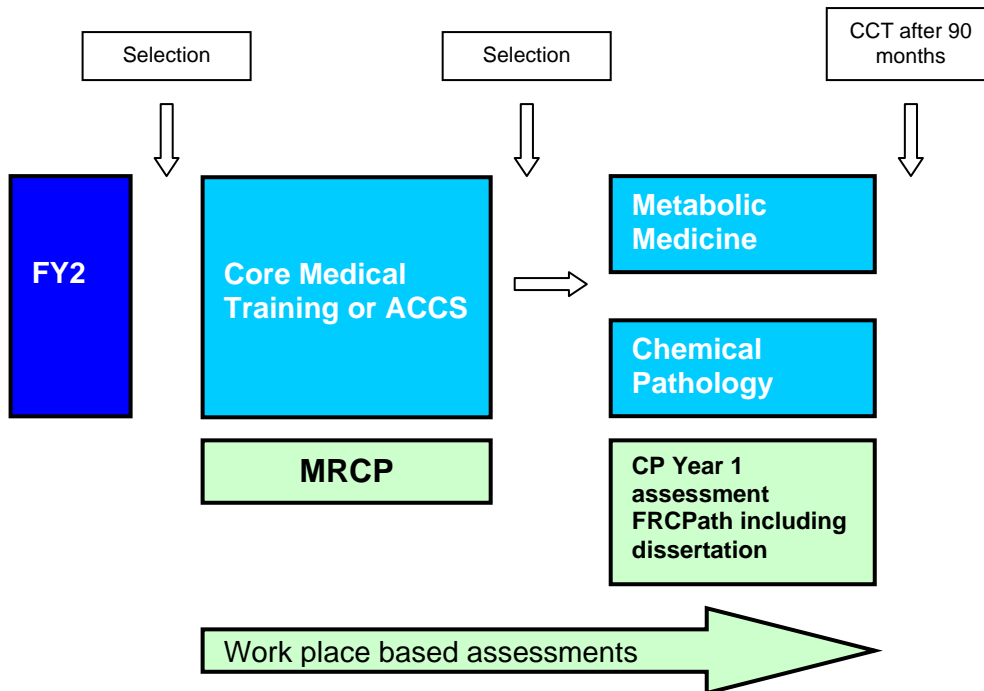 Selection
Selection
CCT after 90
months
FY2
Core Medical
Training or ACCS
Metabolic
Medicine
Chemical
Pathology
MRCP
CP Year 1
assessment
FRCPath including
dissertation
Work place based assessments